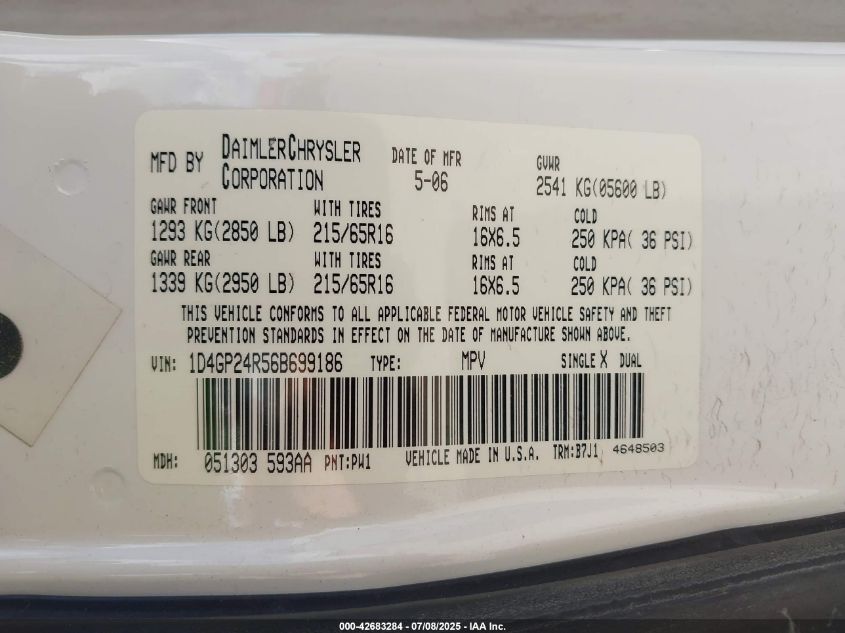 MFD BY DAIMLERCHRYSLER CORPORATION DATE OF MFR 5-06 GVWR 2541 KG(05600 LB)
GAWR FRONT WITH TIRES RIMS AT COLD
1293 KG(2850 LB) 215/65R16 16X6.5 250 KPA( 36 PSI)
GAWR REAR WITH TIRES RIMS AT COLD
1339 KG(2950 LB) 215/65R16 16X6.5 250 KPA( 36 PSI)
THIS VEHICLE CONFORMS TO ALL APPLICABLE FEDERAL MOTOR VEHICLE SAFETY AND THEFT
PREVENTION STANDARDS IN EFFECT ON THE DATE OF MANUFACTURE SHOWN ABOVE.
VIN: 1D4GP24R56B699186 TYPE: MPV SINGLE X DUAL
MDH: 051303 593AA PNT:PW1 VEHICLE MADE IN U.S.A. TRM:B7J1 4648503
000-42683284 - 07/08/2025 - IAA Inc.